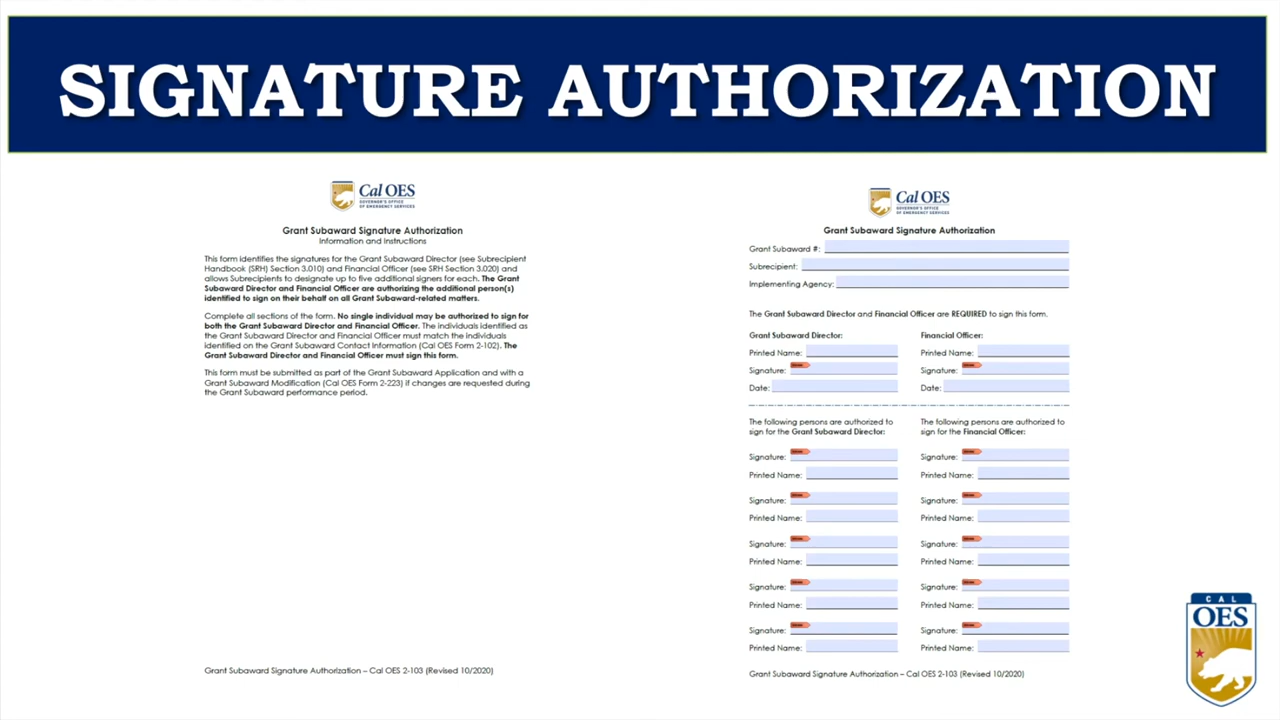 SIGNATURE AUTHORIZATION
Cal OES
GOVERNOR'S OFFICE
OF EMERGENCY SERVICES
Grant Subaward Signature Authorization
Information and Instructions
This form identifies the signatures for the Grant Subaward Director (see Subrecipient
Handbook (SRH) Section 3.010) and Financial Officer (see SRH Section 3.020) and
allows Subrecipients to designate up to five additional signers for each. The Grant
Subaward Director and Financial Officer are authorizing the additional person(s)
identified to sign on their behalf on all Grant Subaward-related matters.
Complete all sections of the form. No single individual may be authorized to sign for
both the Grant Subaward Director and Financial Officer. The individuals identified as
the Grant Subaward Director and Financial Officer must match the individuals
identified on the Grant Subaward Contact Information (Cal OES Form 2-102). The
Grant Subaward Director and Financial Officer must sign this form.
This form must be submitted as part of the Grant Subaward Application and with a
Grant Subaward Modification (Cal OES Form 2-223) if changes are requested during
the Grant Subaward performance period.
Grant Subaward Signature Authorization – Cal OES 2-103 (Revised 10/2020)
Cal OES
GOVERNOR'S OFFICE
OF EMERGENCY SERVICES
Grant Subaward Signature Authorization
Grant Subaward #:
Subrecipient:
Implementing Agency:
The Grant Subaward Director and Financial Officer are REQUIRED to sign this form.
Grant Subaward Director:
Printed Name:
Signature:
Date:
Financial Officer:
Printed Name:
Signature:
Date:
The following persons are authorized to
sign for the Grant Subaward Director:
Signature:
Printed Name:
Signature:
Printed Name:
Signature:
Printed Name:
Signature:
Printed Name:
Signature:
Printed Name:
The following persons are authorized to
sign for the Financial Officer:
Signature:
Printed Name:
Signature:
Printed Name:
Signature:
Printed Name:
Signature:
Printed Name:
Signature:
Printed Name:
Grant Subaward Signature Authorization – Cal OES 2-103 (Revised 10/2020)
CAL
OES